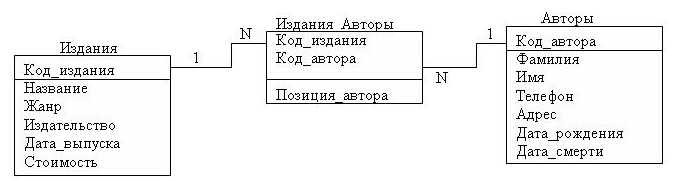 Издания
Код_издания
Название
Жанр
Издательство
Дата_выпуска
Стоимость
1
N
Издания_Авторы
Код_издания
Код_автора
Позиция_автора
1
N
Авторы
Код_автора
Фамилия
Имя
Телефон
Адрес
Дата_рождения
Дата_смерти